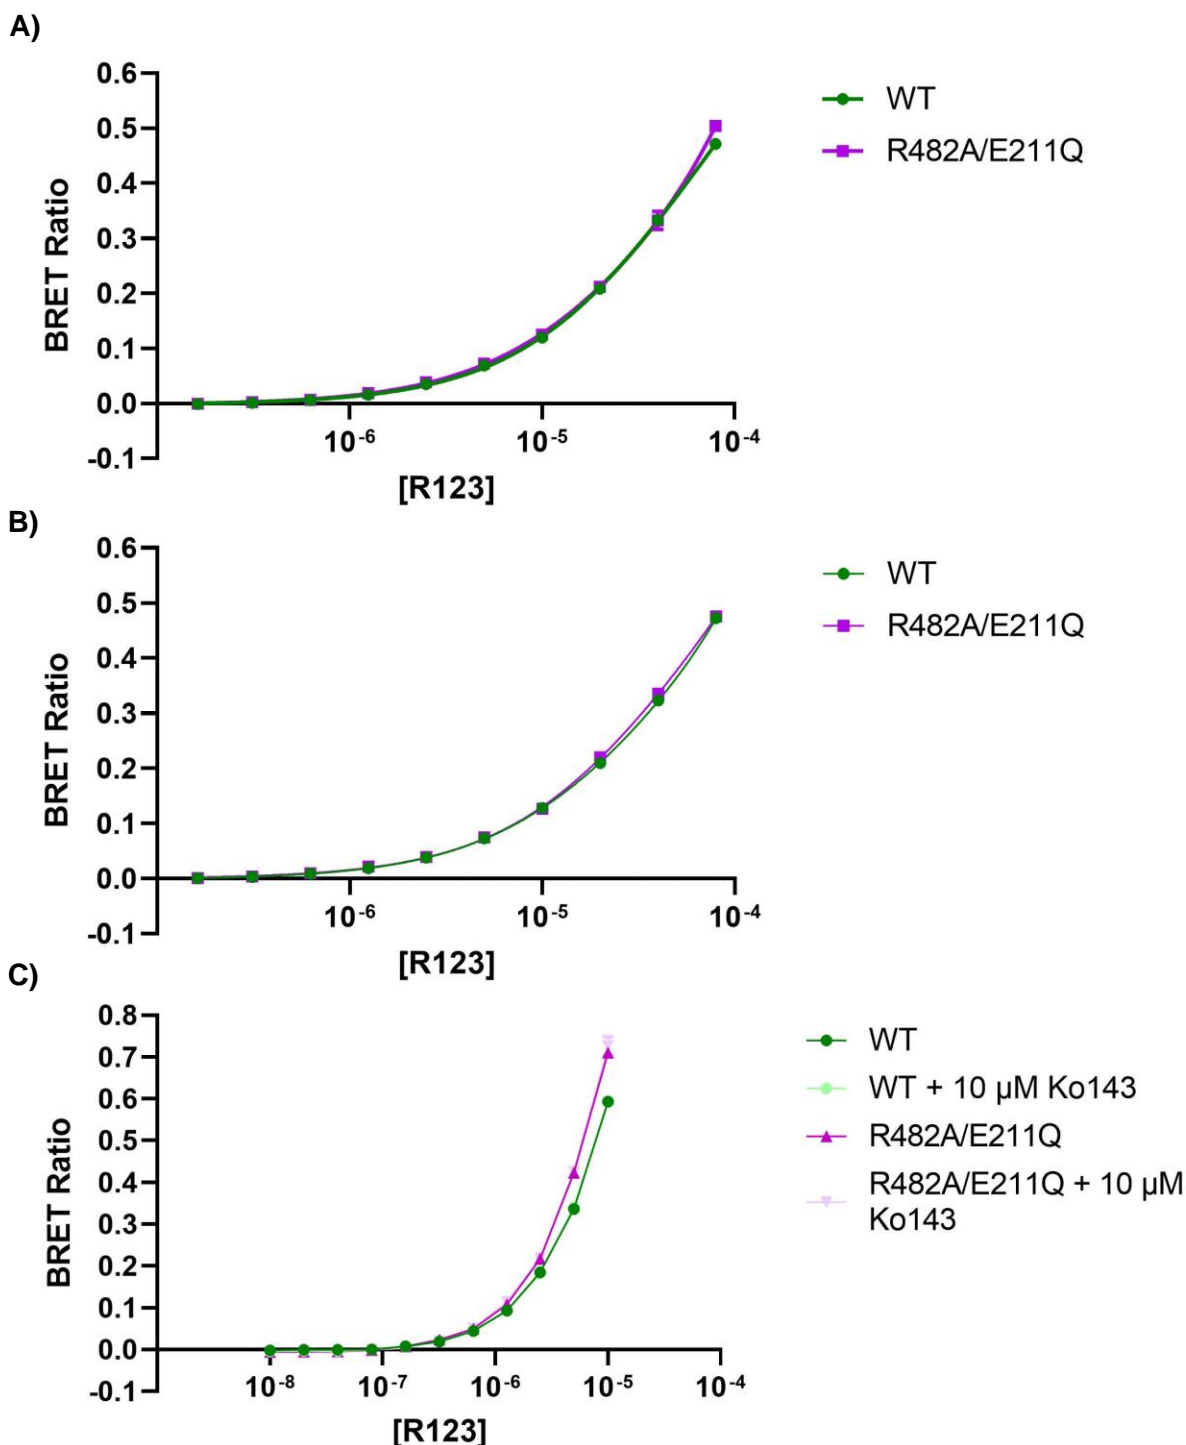 A)
0.6
0.5
0.4
0.3
0.2
0.1
0.0
-0.1
BRET Ratio
10-6 10-5 10-4
[R123]
WT
R482A/E211Q
B)
0.6
0.5
0.4
0.3
0.2
0.1
0.0
-0.1
BRET Ratio
10-6 10-5 10-4
[R123]
WT
R482A/E211Q
C)
0.8
0.7
0.6
0.5
0.4
0.3
0.2
0.1
0.0
-0.1
BRET Ratio
10-8 10-7 10-6 10-5 10-4
[R123]
WT
WT + 10 µM Ko143
R482A/E211Q
R482A/E211Q + 10 µM
Ko143